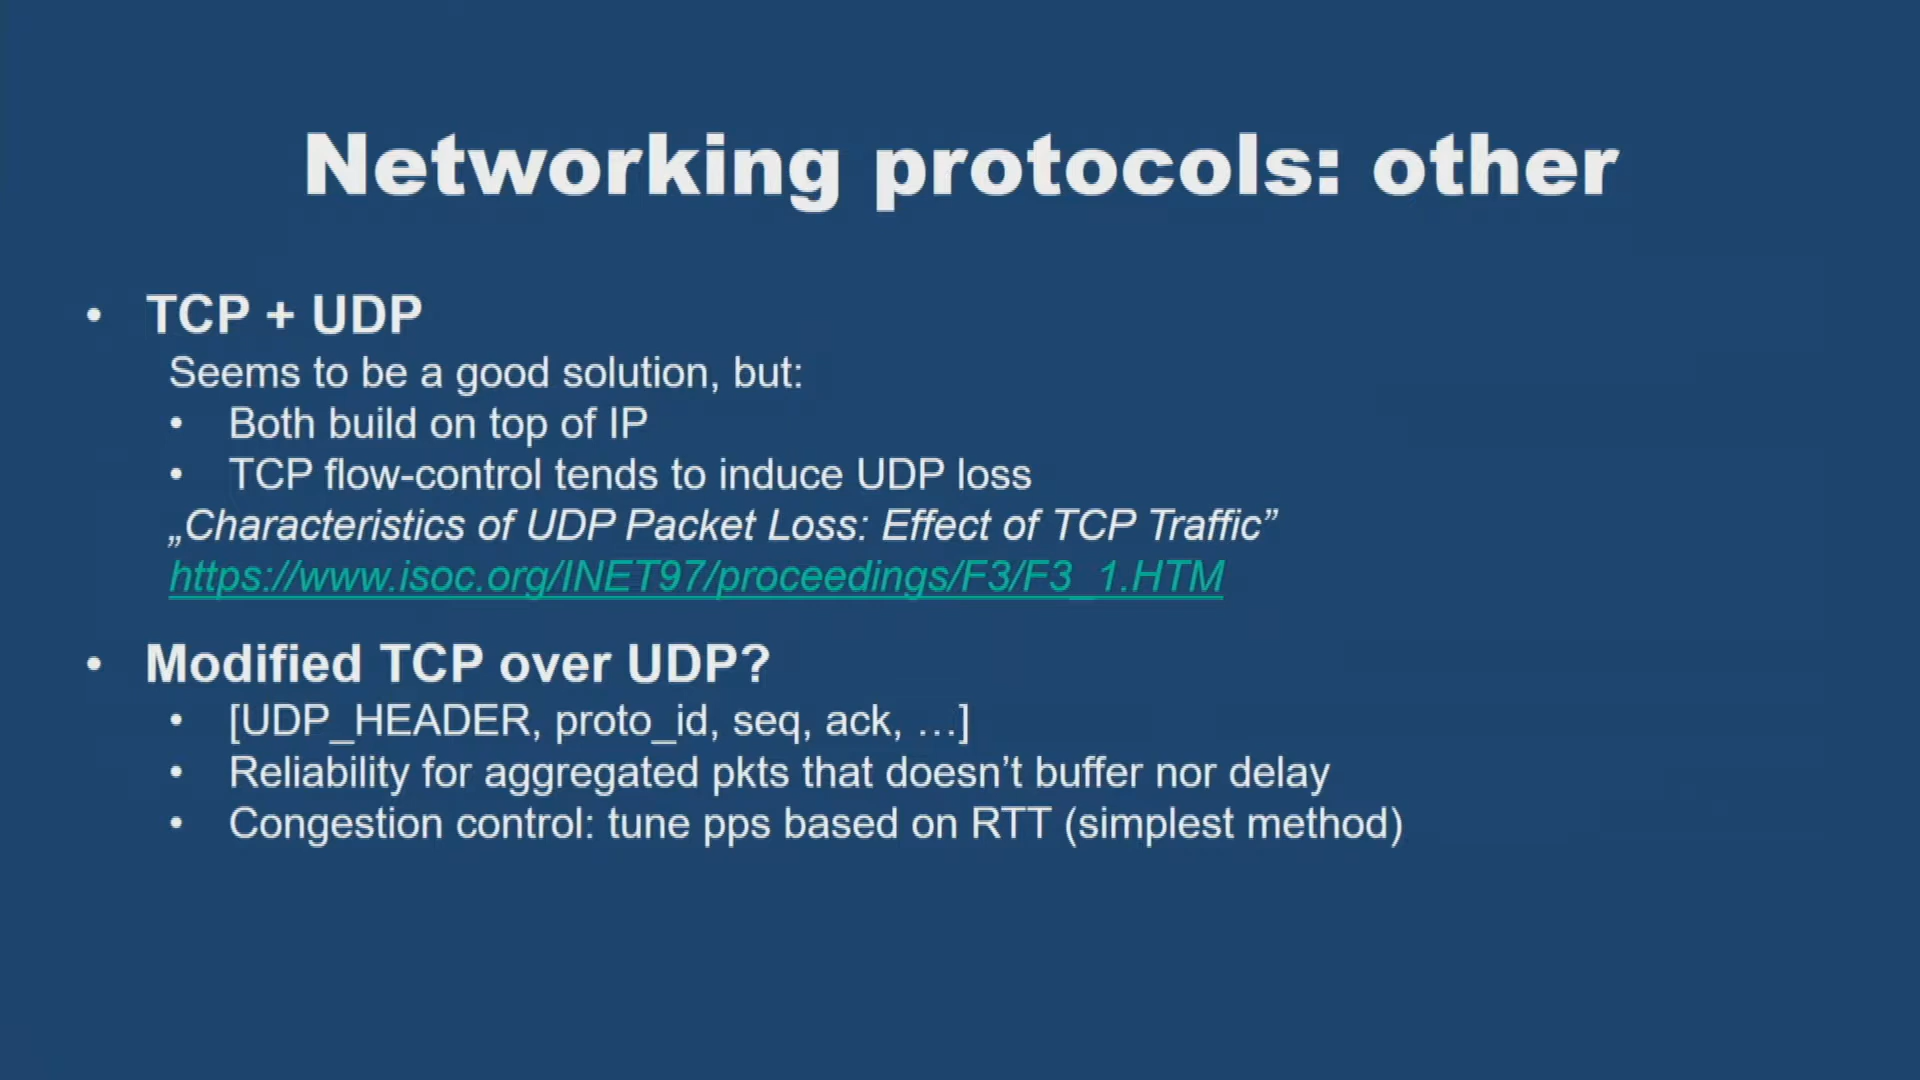 Networking protocols: other
• TCP + UDP
Seems to be a good solution, but:
• Both build on top of IP
• TCP flow-control tends to induce UDP loss
„Characteristics of UDP Packet Loss: Effect of TCP Traffic”
https://www.isoc.org/INET97/proceedings/F3/F3_1.HTM
• Modified TCP over UDP?
• [UDP_HEADER, proto_id, seq, ack, …]
• Reliability for aggregated pkts that doesn’t buffer nor delay
• Congestion control: tune pps based on RTT (simplest method)